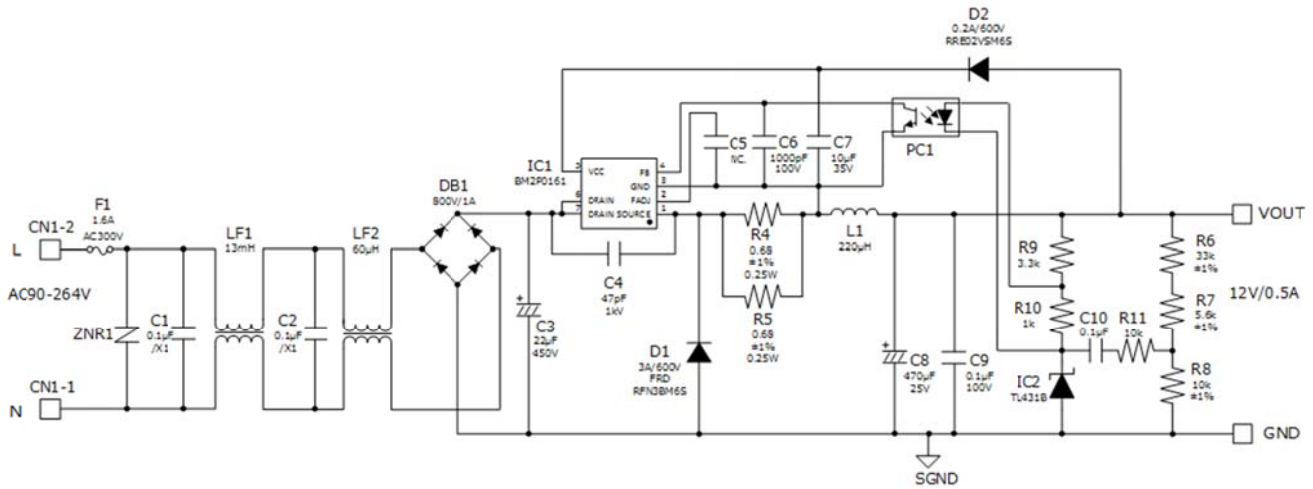 D2
0.2A/600V
RRE02VSM6S
IC1
BM2P0161
5
VCC
FB
4
GND
3
6
DRAIN
FADJ
2
7
DRAIN
SOURCE
1
C5
NC.
C6
1000pF
100V
C7
10µF
35V
PC1
F1
1.6A
AC300V
CN1-2
L
AC90-264V
CN1-1
N
ZNR1
C1
0.1µF
/X1
LF1
13mH
C2
0.1µF
/X1
LF2
60µH
DB1
800V/1A
C3
22µF
450V
C4
47pF
1kV
R4
0.68
±1%
0.25W
R5
0.68
±1%
0.25W
L1
220µH
D1
3A/600V
FRD
RFN3BM6S
C8
470µF
25V
C9
0.1µF
100V
R9
3.3k
R10
1k
C10
0.1µF
R11
10k
IC2
TL431B
R6
33k
±1%
R7
5.6k
±1%
R8
10k
±1%
VOUT
12V/0.5A
GND
SGND